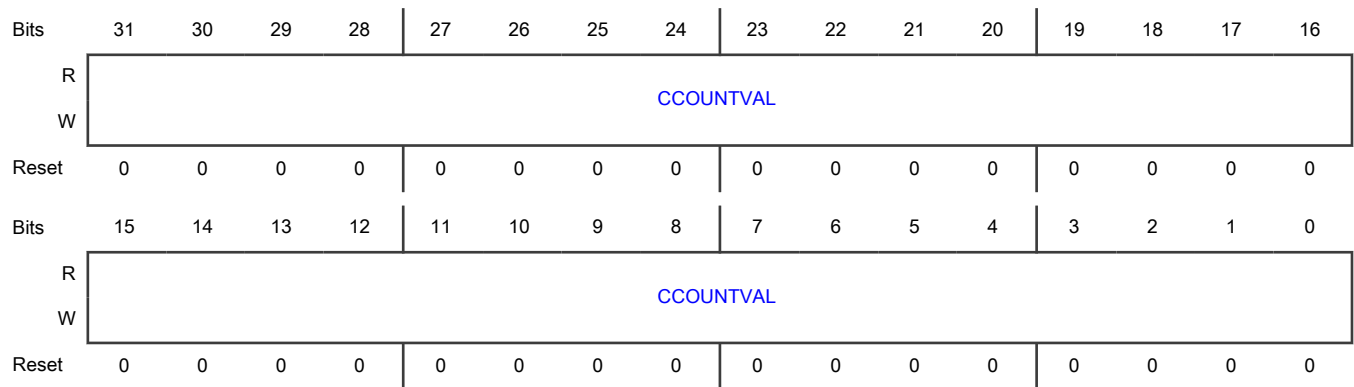 Bits 31 30 29 28 27 26 25 24 23 22 21 20 19 18 17 16
R
CCOUNTVAL
W
Reset 0 0 0 0 0 0 0 0 0 0 0 0 0 0 0 0
Bits 15 14 13 12 11 10 9 8 7 6 5 4 3 2 1 0
R
CCOUNTVAL
W
Reset 0 0 0 0 0 0 0 0 0 0 0 0 0 0 0 0